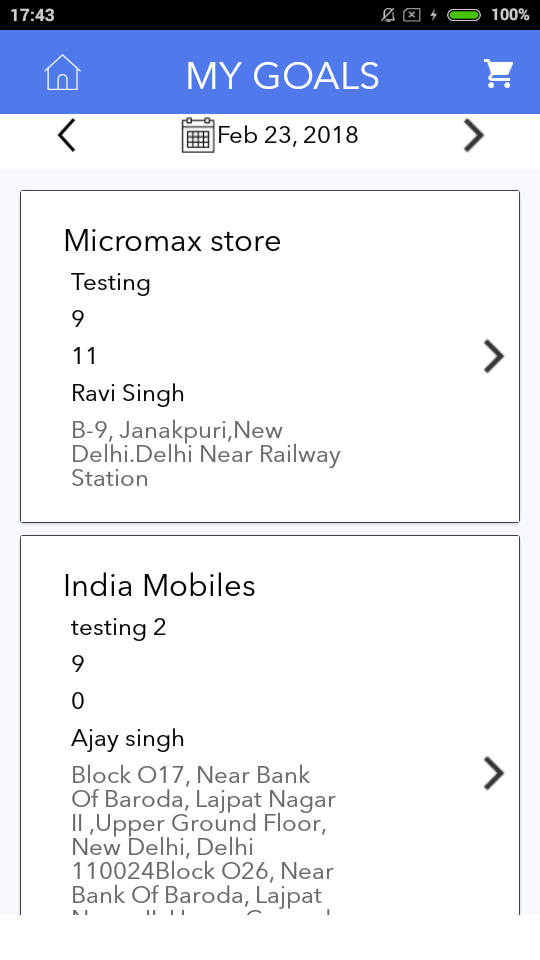 17:43
100%
MY GOALS
Feb 23, 2018
Micromax store
Testing
9
11
Ravi Singh
B-9, Janakpuri,New
Delhi.Delhi Near Railway
Station
India Mobiles
testing 2
9
0
Ajay singh
Block O17, Near Bank
Of Baroda, Lajpat Nagar
II ,Upper Ground Floor,
New Delhi, Delhi
110024Block O26, Near
Bank Of Baroda, Lajpat